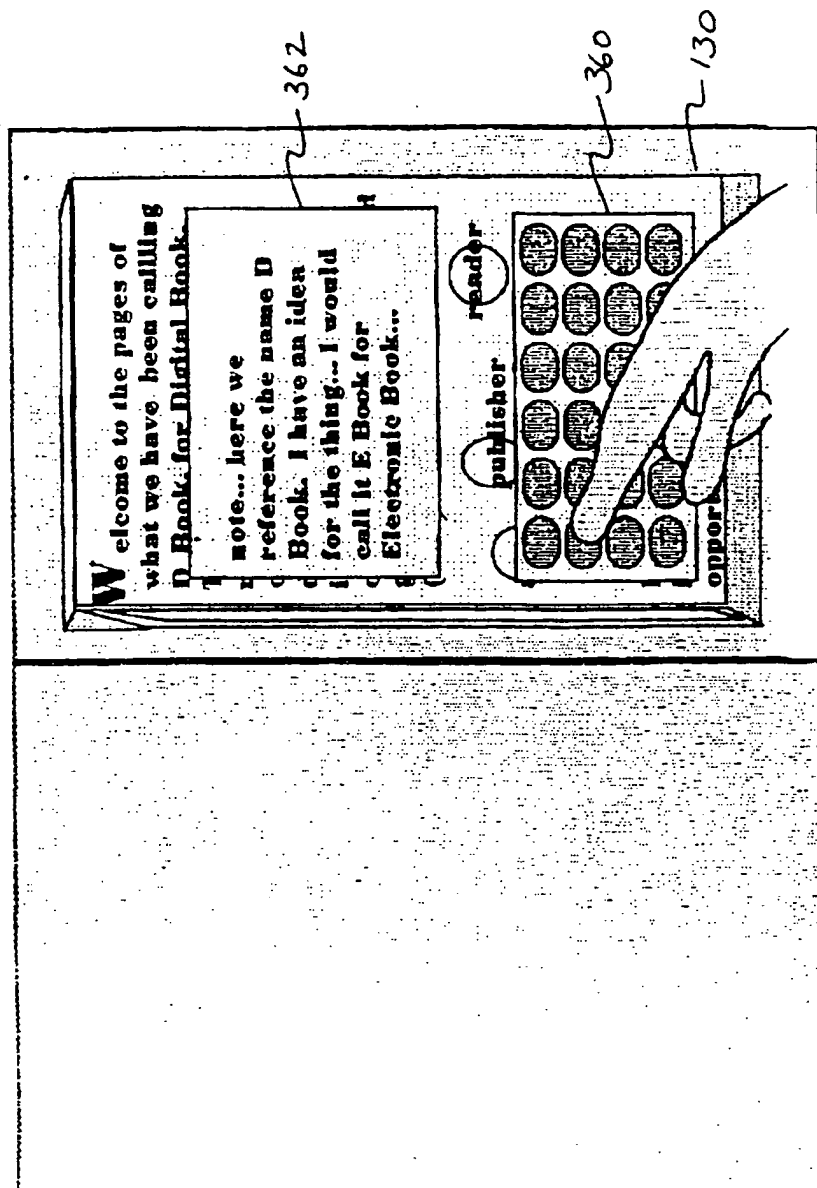 Welcome to the pages of
what we have been callling
D Book, for Digital Book.
note... here we
reference the name D
Book. I have an idea
for the thing... I would
call it E Book for
Electronic Book...
362
publisher reader
360
oppor
130